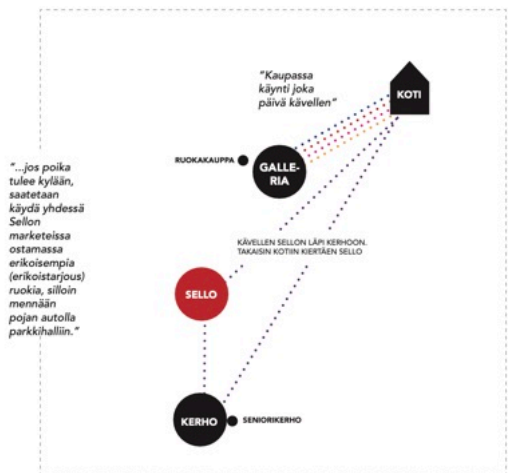 "Kaupassa
käynti joka
päivä kävellen"
KOTI
RUOKAKAUPPA
GALLE-
RIA
"...jos poika
tulee kylään,
saatetaan
käydä yhdessä
Sellon
marketeissa
ostamassa
erikoisempia
(erikoistarjous)
ruokia, silloin
mennään
pojan autolla
parkkihalliin."
KÄVELLEN SELLON LÄPI KERHOON.
TAKAISIN KOTIIN KIERTÄEN SELLO
SELLO
KERHO
SENIORIKERHO